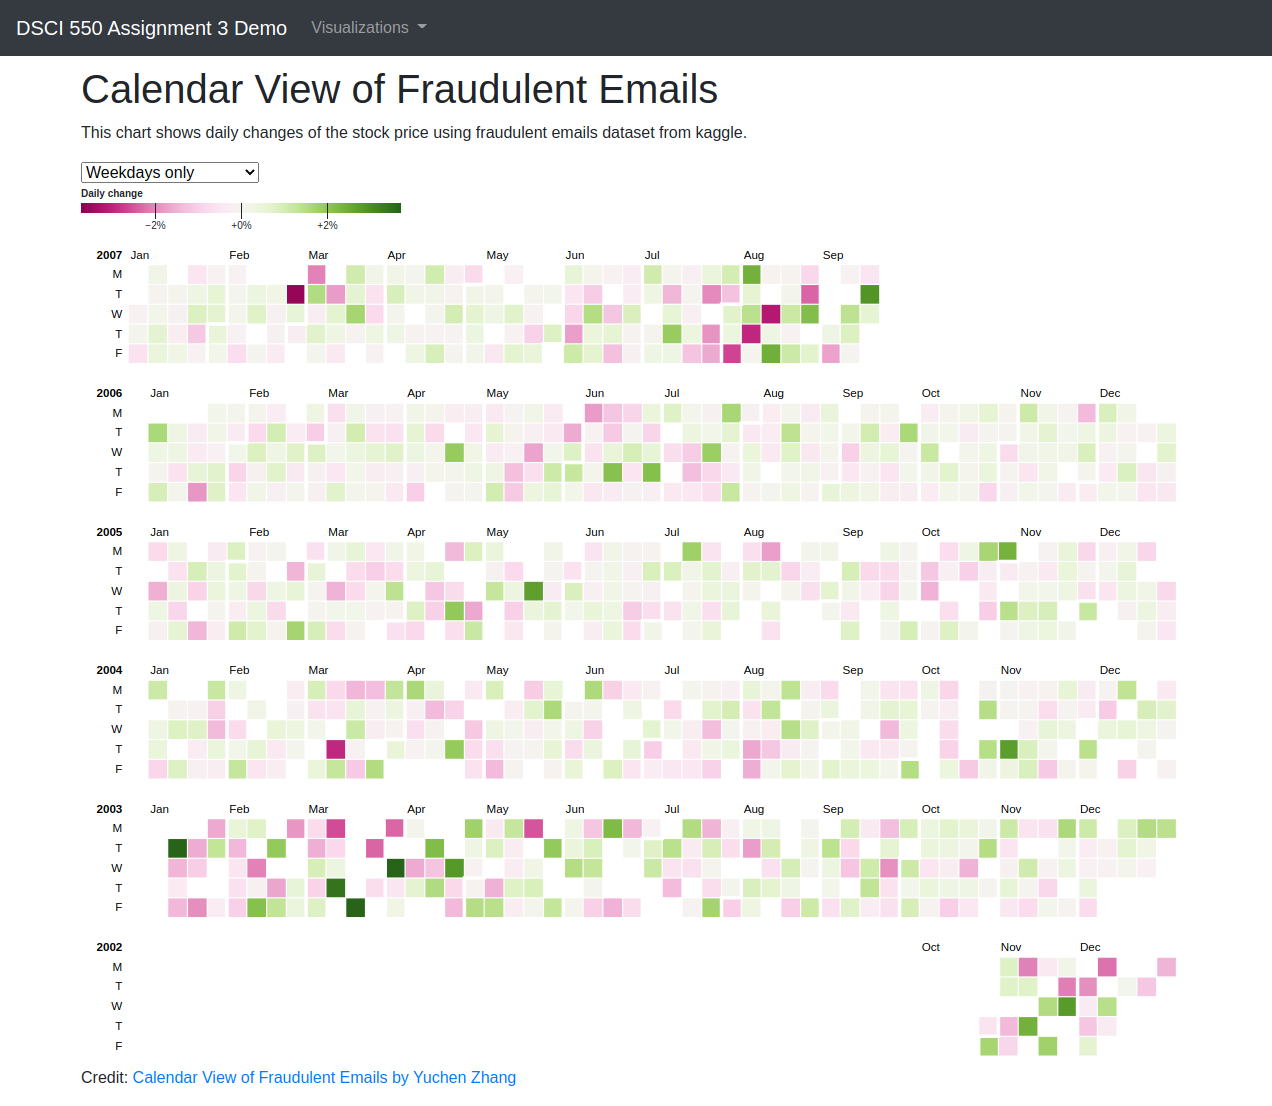 DSCI 550 Assignment 3 Demo Visualizations
Calendar View of Fraudulent Emails
This chart shows daily changes of the stock price using fraudulent emails dataset from kaggle.
Weekdays only
Daily change
−2% +0% +2%
2007 Jan Feb Mar Apr May Jun Jul Aug Sep
M
T
W
T
F
2006 Jan Feb Mar Apr May Jun Jul Aug Sep Oct Nov Dec
M
T
W
T
F
2005 Jan Feb Mar Apr May Jun Jul Aug Sep Oct Nov Dec
M
T
W
T
F
2004 Jan Feb Mar Apr May Jun Jul Aug Sep Oct Nov Dec
M
T
W
T
F
2003 Jan Feb Mar Apr May Jun Jul Aug Sep Oct Nov Dec
M
T
W
T
F
2002 Oct Nov Dec
M
T
W
T
F
Credit: Calendar View of Fraudulent Emails by Yuchen Zhang